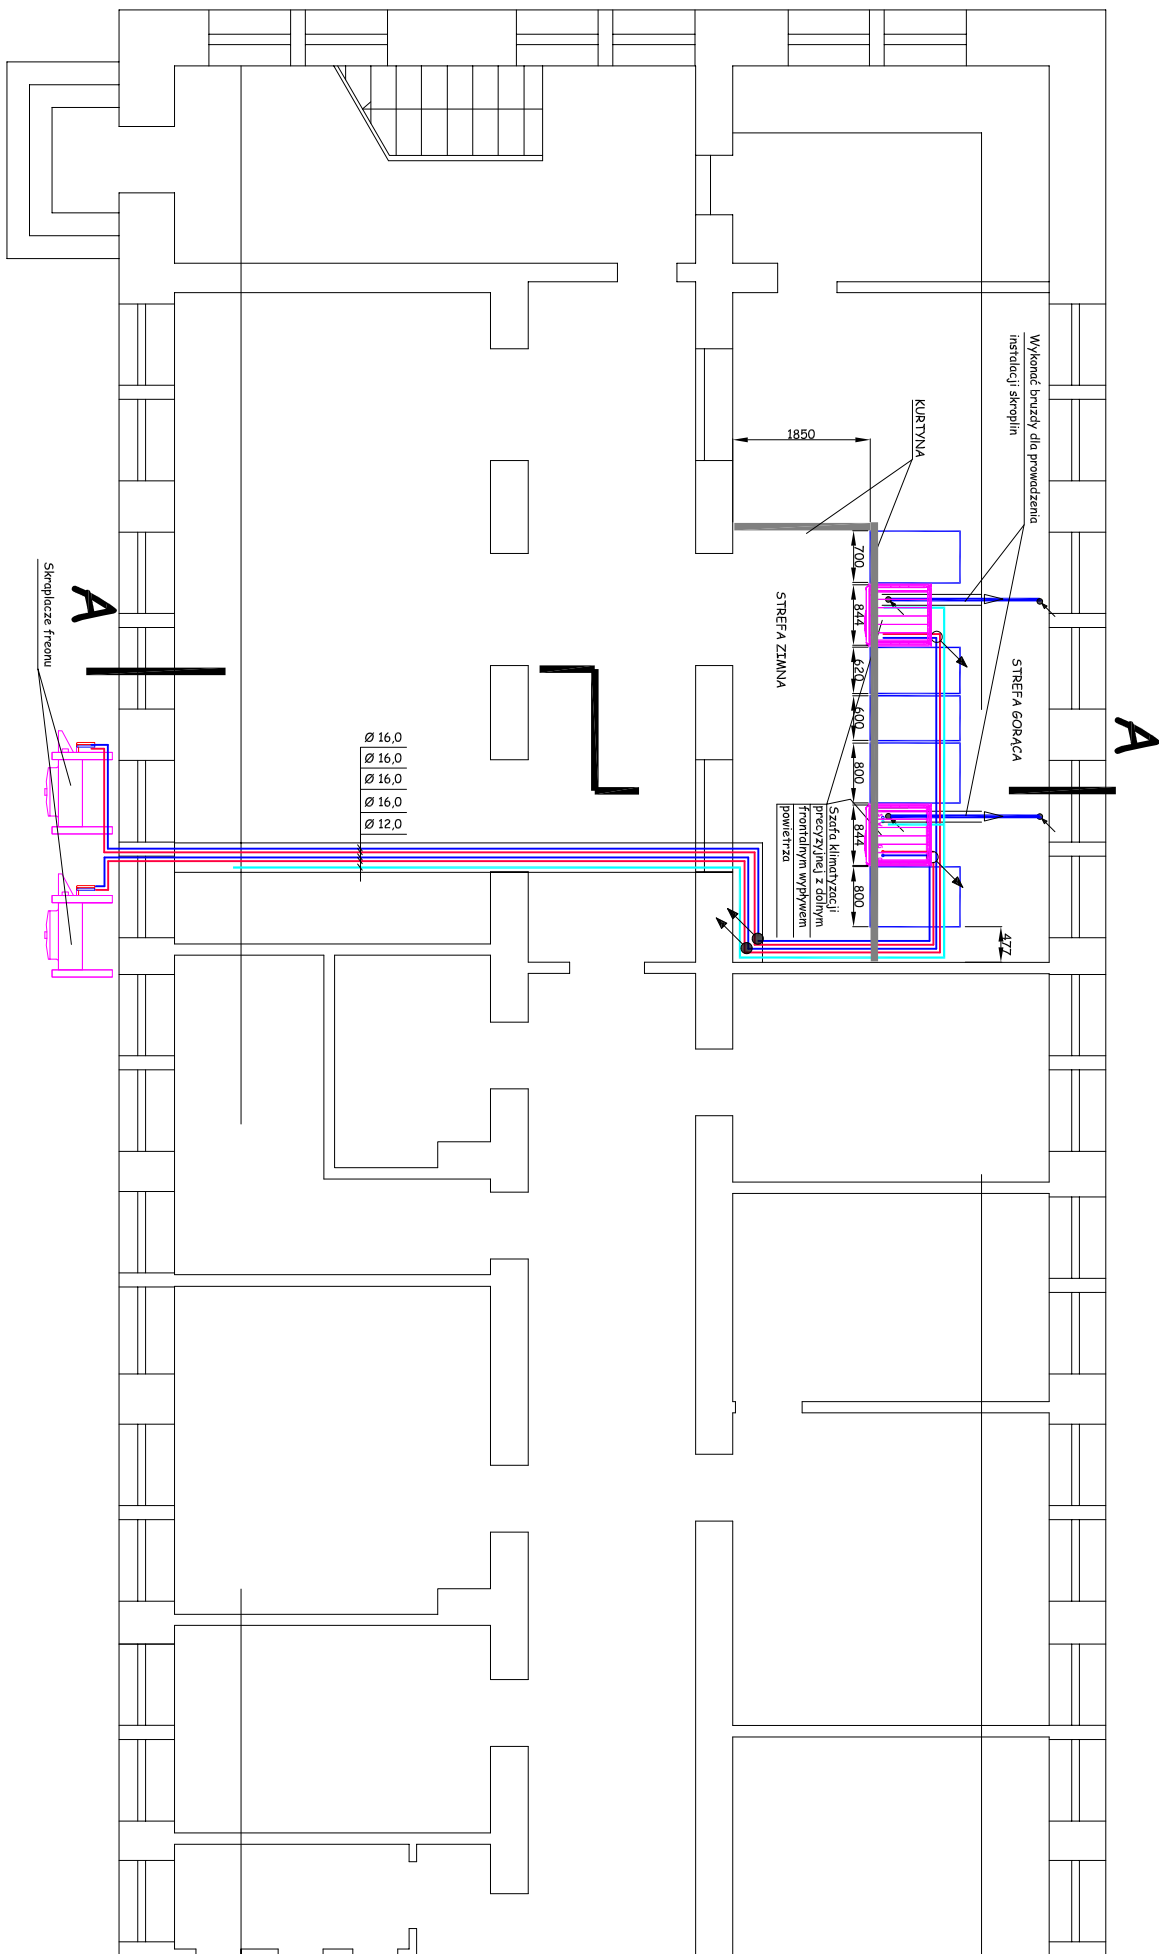 Wykonać bruzdy dla prowadzenia
instalacji skroplin
KURTYNA
1850
STREFA ZIMNA
STREFA GORĄCA
700
844
620
600
800
844
800
477
Szafa klimatyzacji
precyzyjnej z dolnym
frontalnym wypływem
powietrza
A
A
Skraplacze freonu
Ø 16,0
Ø 16,0
Ø 16,0
Ø 16,0
Ø 12,0